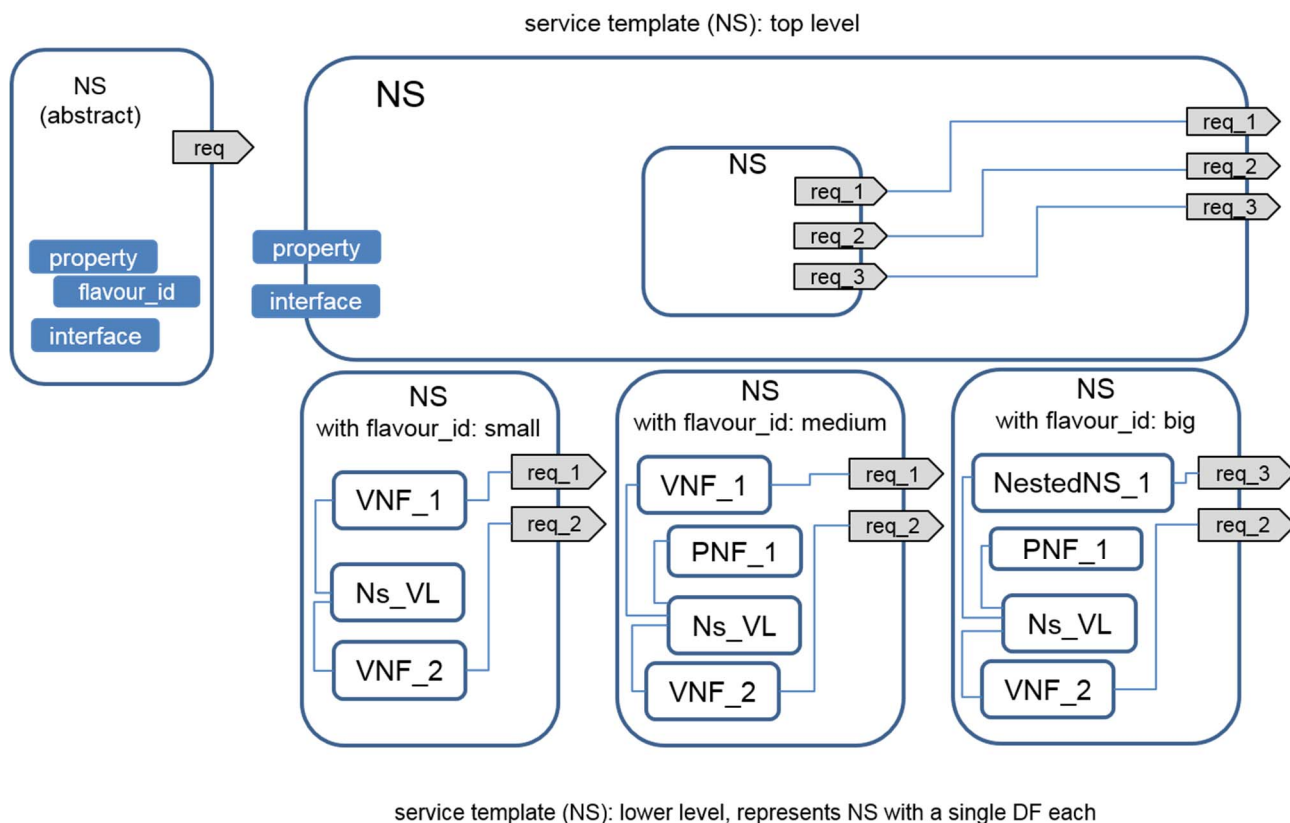 service template (NS): top level
NS
(abstract)
req
property
flavour_id
interface
NS
property
interface
NS
req_1
req_2
req_3
req_1
req_2
req_3
NS
with flavour_id: small
VNF_1
Ns_VL
VNF_2
req_1
req_2
NS
with flavour_id: medium
VNF_1
PNF_1
Ns_VL
VNF_2
req_1
req_2
NS
with flavour_id: big
NestedNS_1
PNF_1
Ns_VL
VNF_2
req_3
req_2
service template (NS): lower level, represents NS with a single DF each